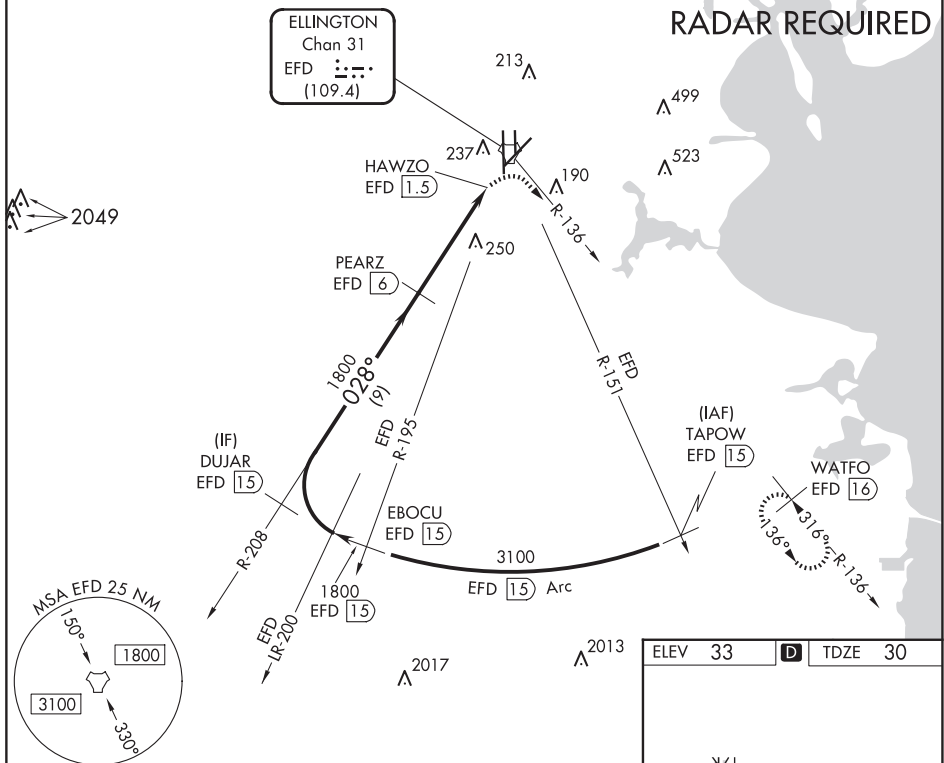 RADAR REQUIRED
ELLINGTON
Chan 31
EFD
(109.4)
213
499
237
523
HAWZO
EFD 1.5
190
R-136
2049
250
PEARZ
EFD 6
1800
028°
(9)
EFD
R-195
EFD
R-151
(IAF)
TAPOW
EFD 15
(IF)
DUJAR
EFD 15
WATFO
EFD 16
EBOCU
EFD 15
316°
R-136
136°
3100
EFD 15 Arc
R-208
1800
EFD 15
EFD
LR-200
MSA EFD 25 NM
150°
1800
3100
330°
2017
2013
ELEV 33 D TDZE 30